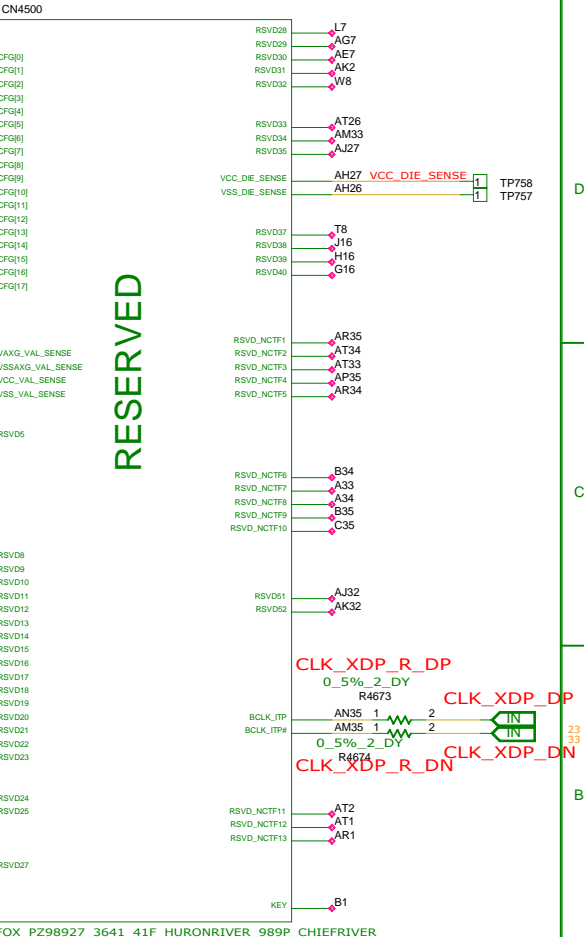 CN4500
RSVD28 L7
RSVD29 AG7
CFG[0] RSVD30 AE7
CFG[1] RSVD31 AK2
CFG[2] RSVD32 W8
CFG[3]
CFG[4]
CFG[5] RSVD33 AT26
CFG[6] RSVD34 AM33
CFG[7] RSVD35 AJ27
CFG[8]
CFG[9] VCC_DIE_SENSE AH27 VCC_DIE_SENSE 1 TP758
CFG[10] VSS_DIE_SENSE AH26 1 TP757
D
CFG[11]
CFG[12]
CFG[13] RSVD37 T8
CFG[14] RSVD38 J16
CFG[15] RSVD39 H16
CFG[16] RSVD40 G16
CFG[17]
RESERVED
RSVD_NCTF1 AR35
VAXG_VAL_SENSE RSVD_NCTF2 AT34
VSSAXG_VAL_SENSE RSVD_NCTF3 AT33
VCC_VAL_SENSE RSVD_NCTF4 AP35
VSS_VAL_SENSE RSVD_NCTF5 AR34
RSVD5
RSVD_NCTF6 B34
RSVD_NCTF7 A33
C
RSVD_NCTF8 A34
RSVD_NCTF9 B35
RSVD_NCTF10 C35
RSVD8
RSVD9
RSVD10
RSVD11 RSVD51 AJ32
RSVD12 RSVD52 AK32
RSVD13
RSVD14
RSVD15
RSVD16 CLK_XDP_R_DP
RSVD17 0_5%_2_DY
RSVD18 R4673
RSVD19 CLK_XDP_DP
RSVD20 BCLK_ITP AN35 1 2 IN
RSVD21 BCLK_ITP# AM35 1 2 IN 23
33
RSVD22 0_5%_2_DY
RSVD23 R4674 CLK_XDP_DN
CLK_XDP_R_DN
B
RSVD24
RSVD25 RSVD_NCTF11 AT2
RSVD_NCTF12 AT1
RSVD_NCTF13 AR1
RSVD27
KEY B1
FOX_PZ98927_3641_41F_HURONRIVER_989P_CHIEFRIVER